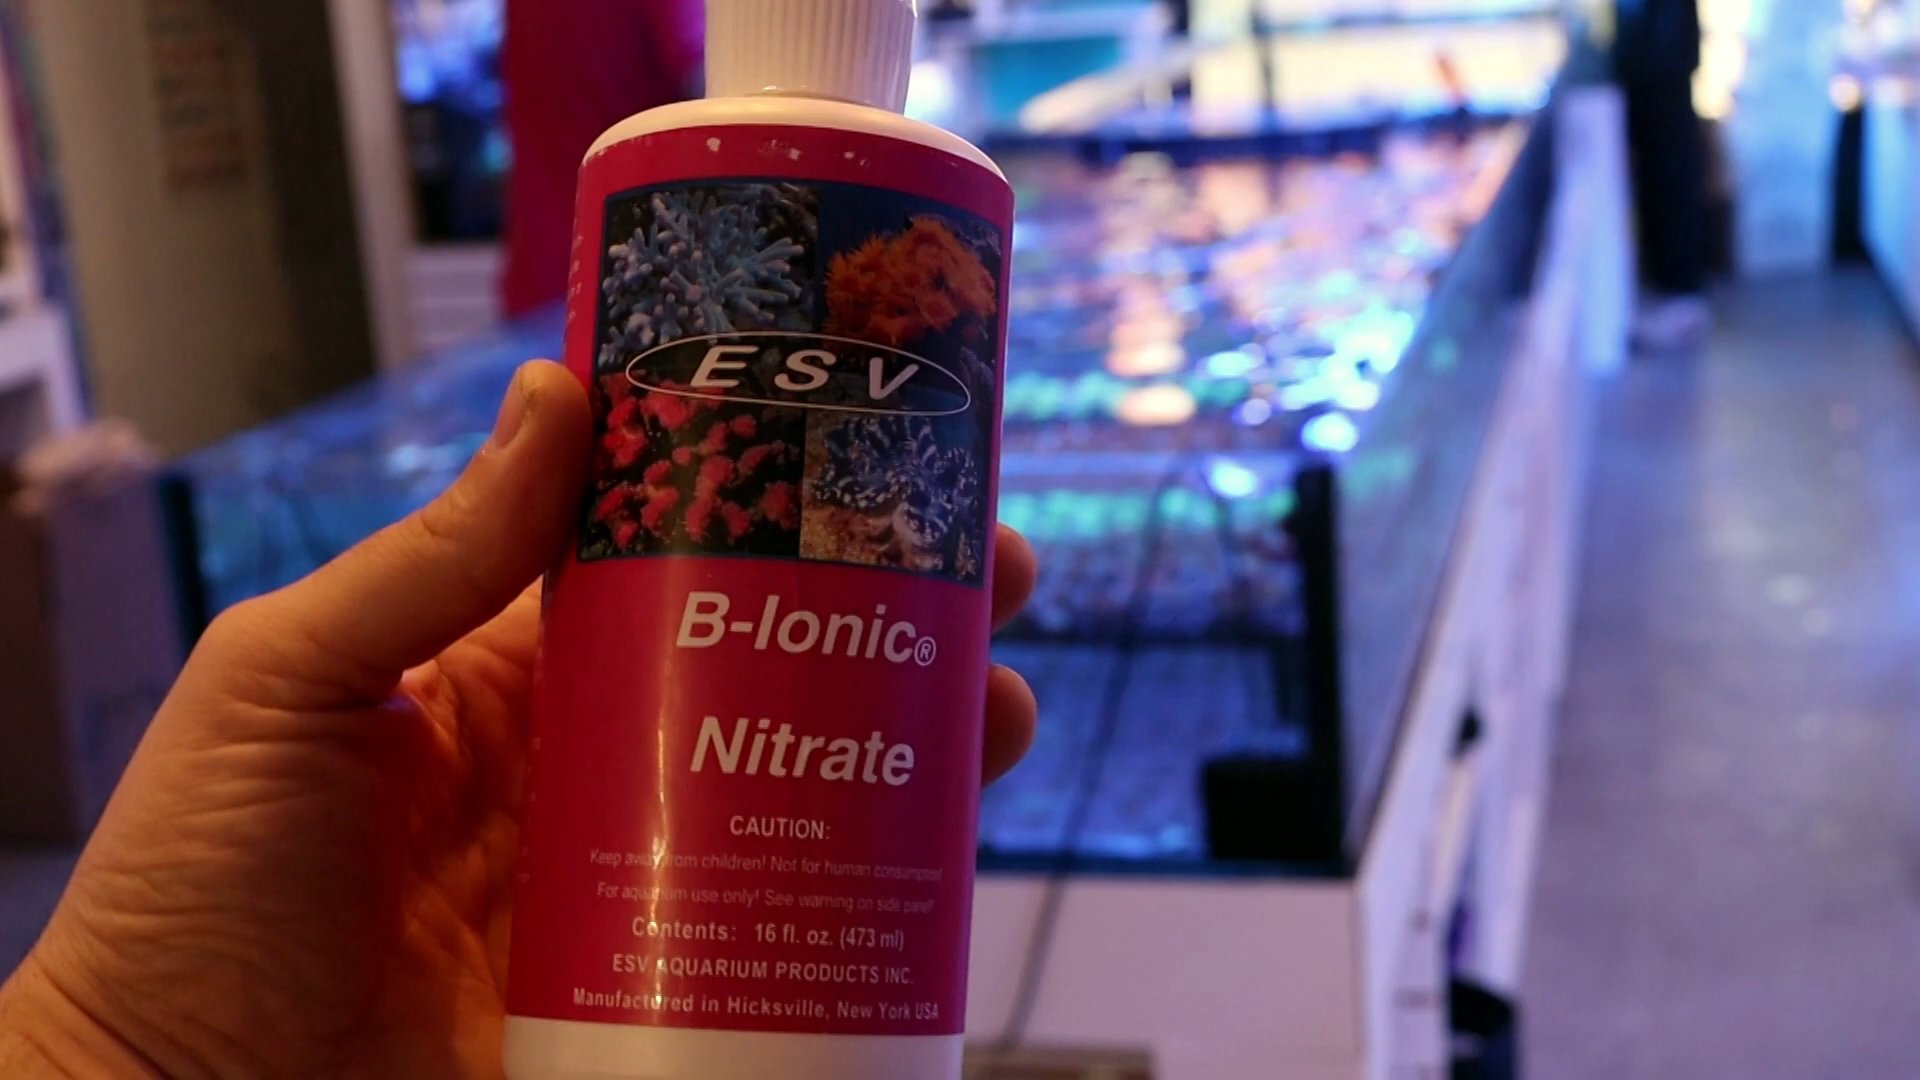 ESV
B-Ionic®
Nitrate
CAUTION:
Keep away from children! Not for human consumption!
For aquarium use only! See warning on side panel!
Contents: 16 fl. oz. (473 ml)
ESV AQUARIUM PRODUCTS INC.
Manufactured in Hicksville, New York USA